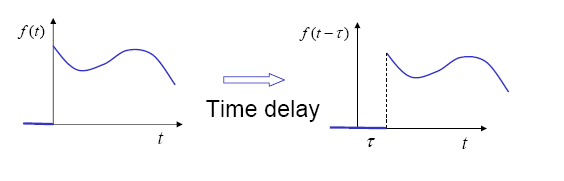 f(t)
t
Time delay
f(t − τ)
τ
t